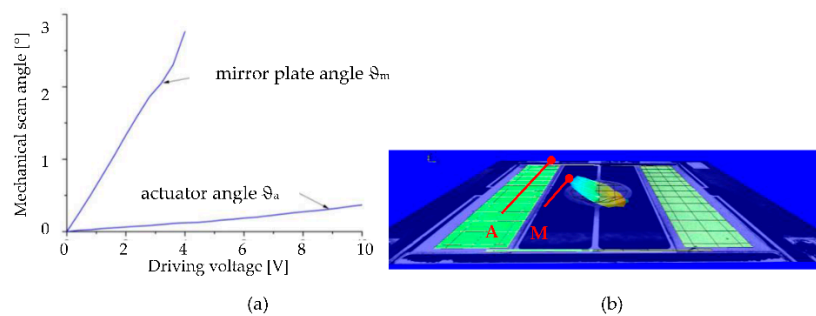 3
2
1
0
0
2
4
6
8
10
Mechanical scan angle [°]
Driving voltage [V]
mirror plate angle ϑm
actuator angle ϑa
A
M
(a)
(b)